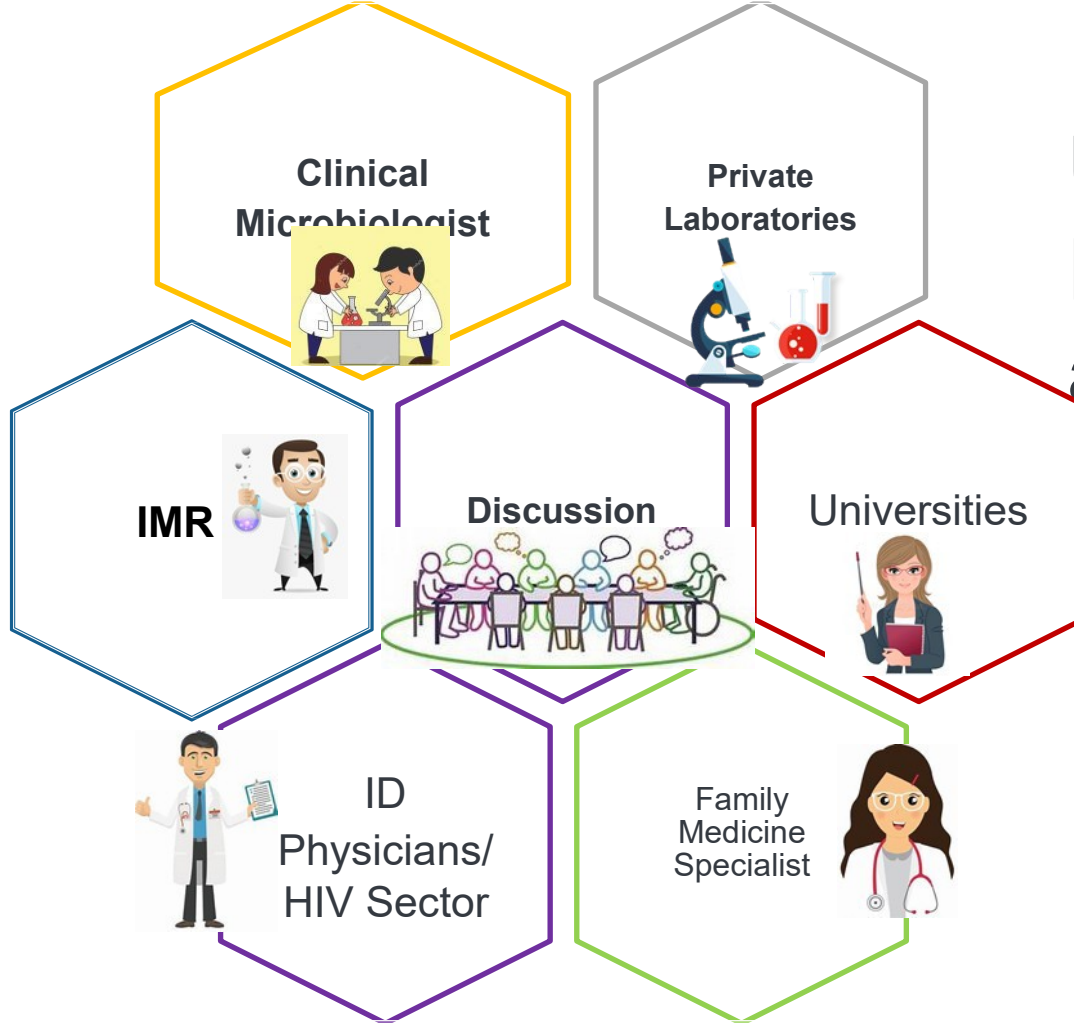 Clinical
Microbiologist
Private
Laboratories
IMR
Discussion
Universities
ID
Physicians/
HIV Sector
Family
Medicine
Specialist